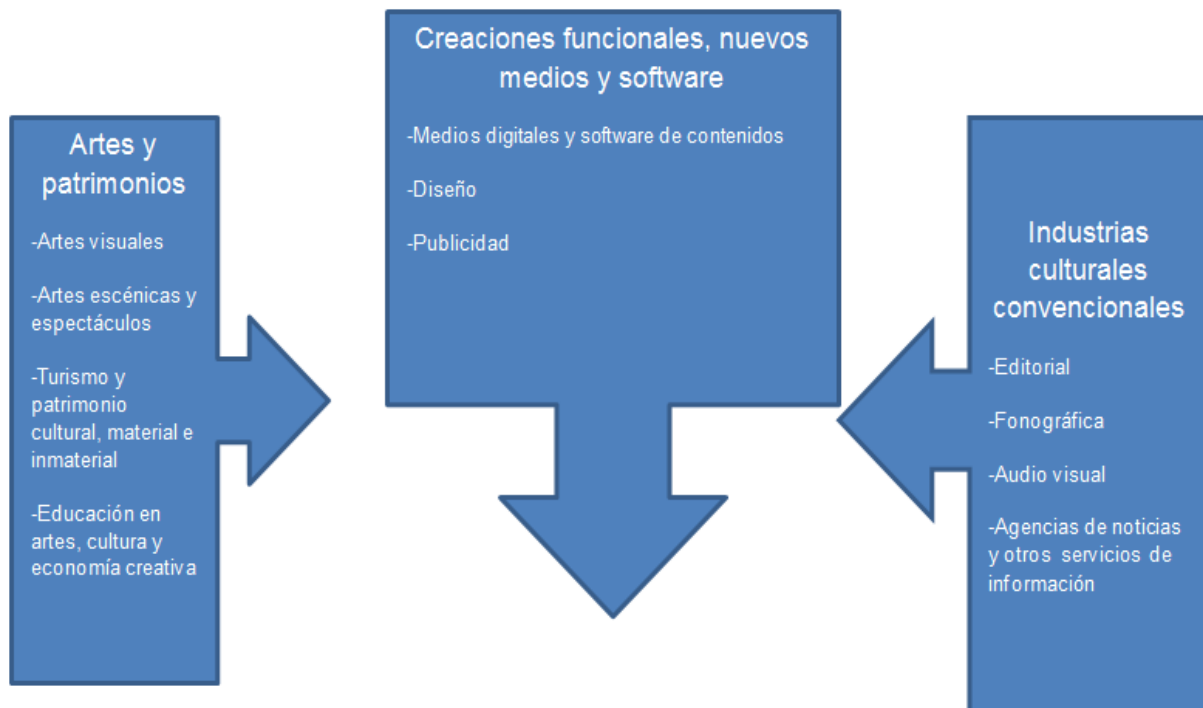 Artes y
patrimonios
-Artes visuales
-Artes escénicas y
espectáculos
-Turismo y
patrimonio
cultural, material e
inmaterial
-Educación en
artes, cultura y
economía creativa
Creaciones funcionales, nuevos
medios y software
-Medios digitales y software de contenidos
-Diseño
-Publicidad
Industrias
culturales
convencionales
-Editorial
-Fonográfica
-Audio visual
-Agencias de noticias
y otros servicios de
información